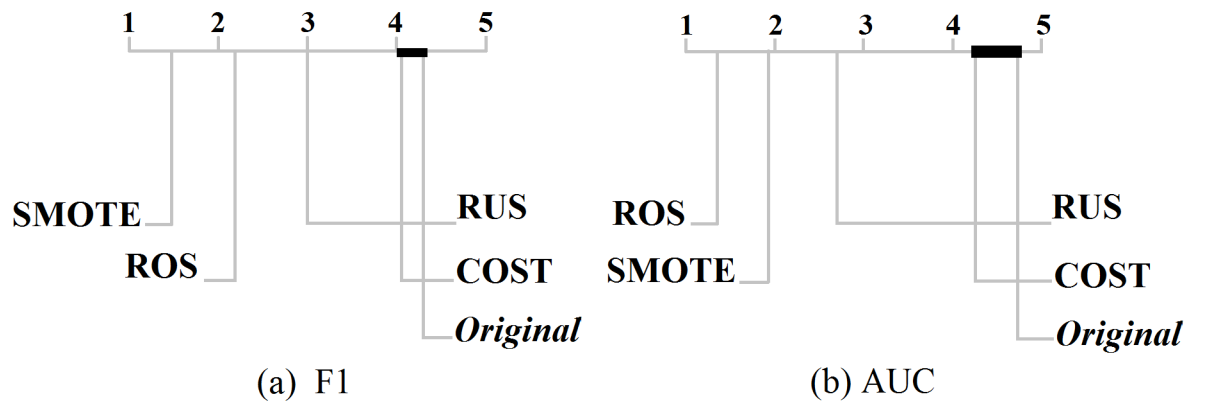 1 2 3 4 5
SMOTE
ROS
RUS
COST
Original
(a) F1
1 2 3 4 5
ROS
SMOTE
RUS
COST
Original
(b) AUC